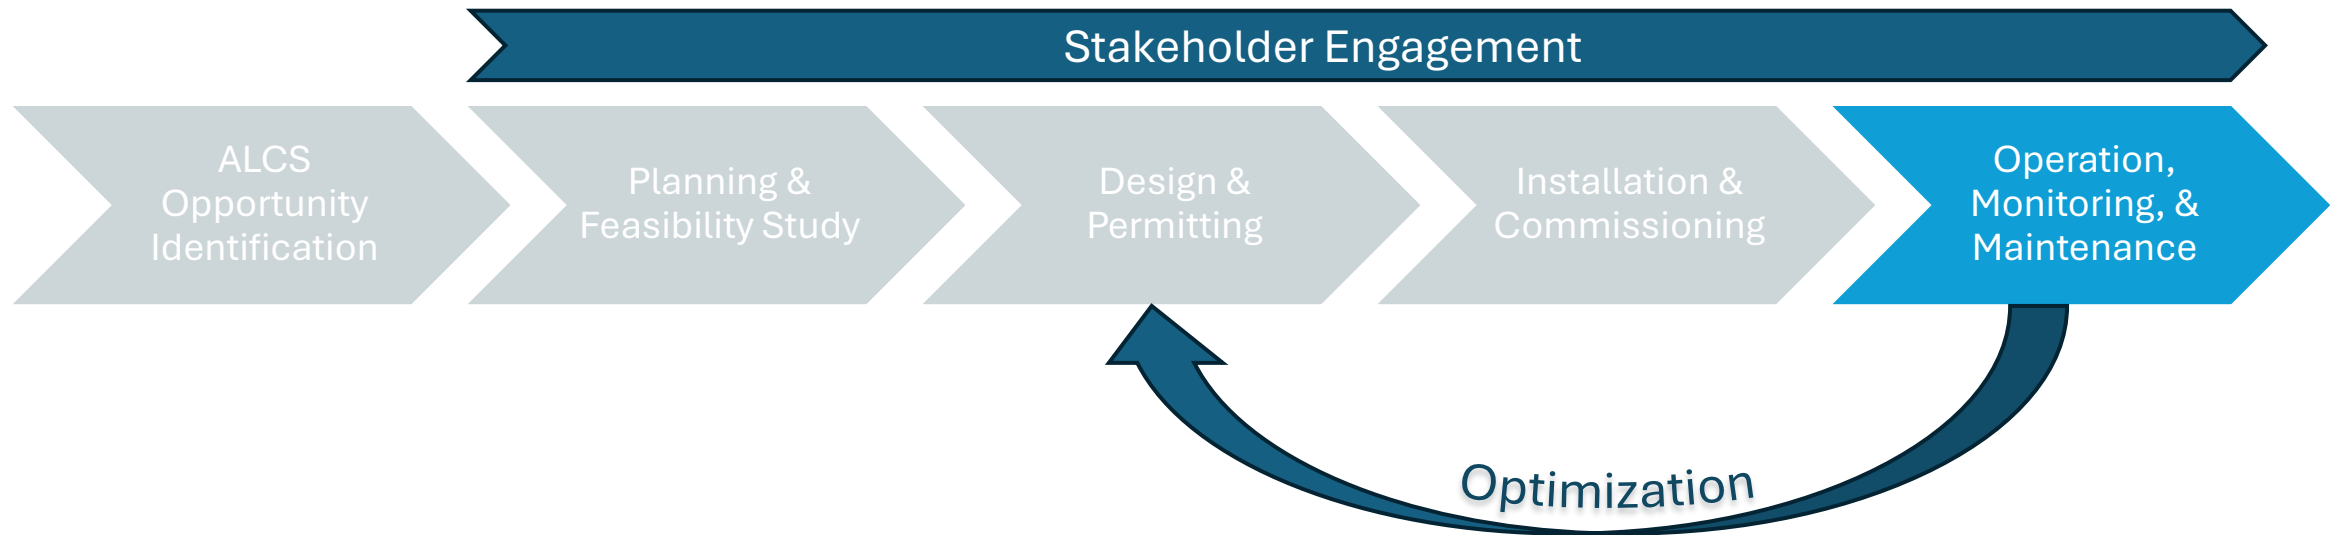 Stakeholder Engagement
ALCS
Opportunity
Identification
Planning &
Feasibility Study
Design &
Permitting
Installation &
Commissioning
Operation,
Monitoring, &
Maintenance
Optimization